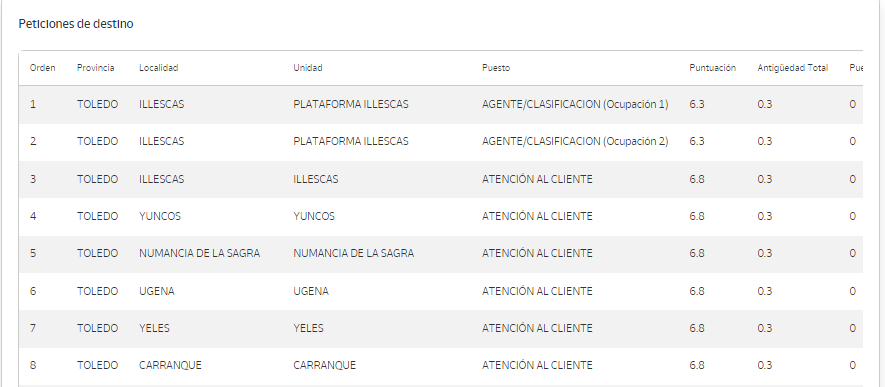 Peticiones de destino
Orden Provincia Localidad Unidad Puesto Puntuación Antigüedad Total Pue
1 TOLEDO ILLESCAS PLATAFORMA ILLESCAS AGENTE/CLASIFICACION (Ocupación 1) 6.3 0.3 0
2 TOLEDO ILLESCAS PLATAFORMA ILLESCAS AGENTE/CLASIFICACION (Ocupación 2) 6.3 0.3 0
3 TOLEDO ILLESCAS ILLESCAS ATENCIÓN AL CLIENTE 6.8 0.3 0
4 TOLEDO YUNCOS YUNCOS ATENCIÓN AL CLIENTE 6.8 0.3 0
5 TOLEDO NUMANCIA DE LA SAGRA NUMANCIA DE LA SAGRA ATENCIÓN AL CLIENTE 6.8 0.3 0
6 TOLEDO UGENA UGENA ATENCIÓN AL CLIENTE 6.8 0.3 0
7 TOLEDO YELES YELES ATENCIÓN AL CLIENTE 6.8 0.3 0
8 TOLEDO CARRANQUE CARRANQUE ATENCIÓN AL CLIENTE 6.8 0.3 0